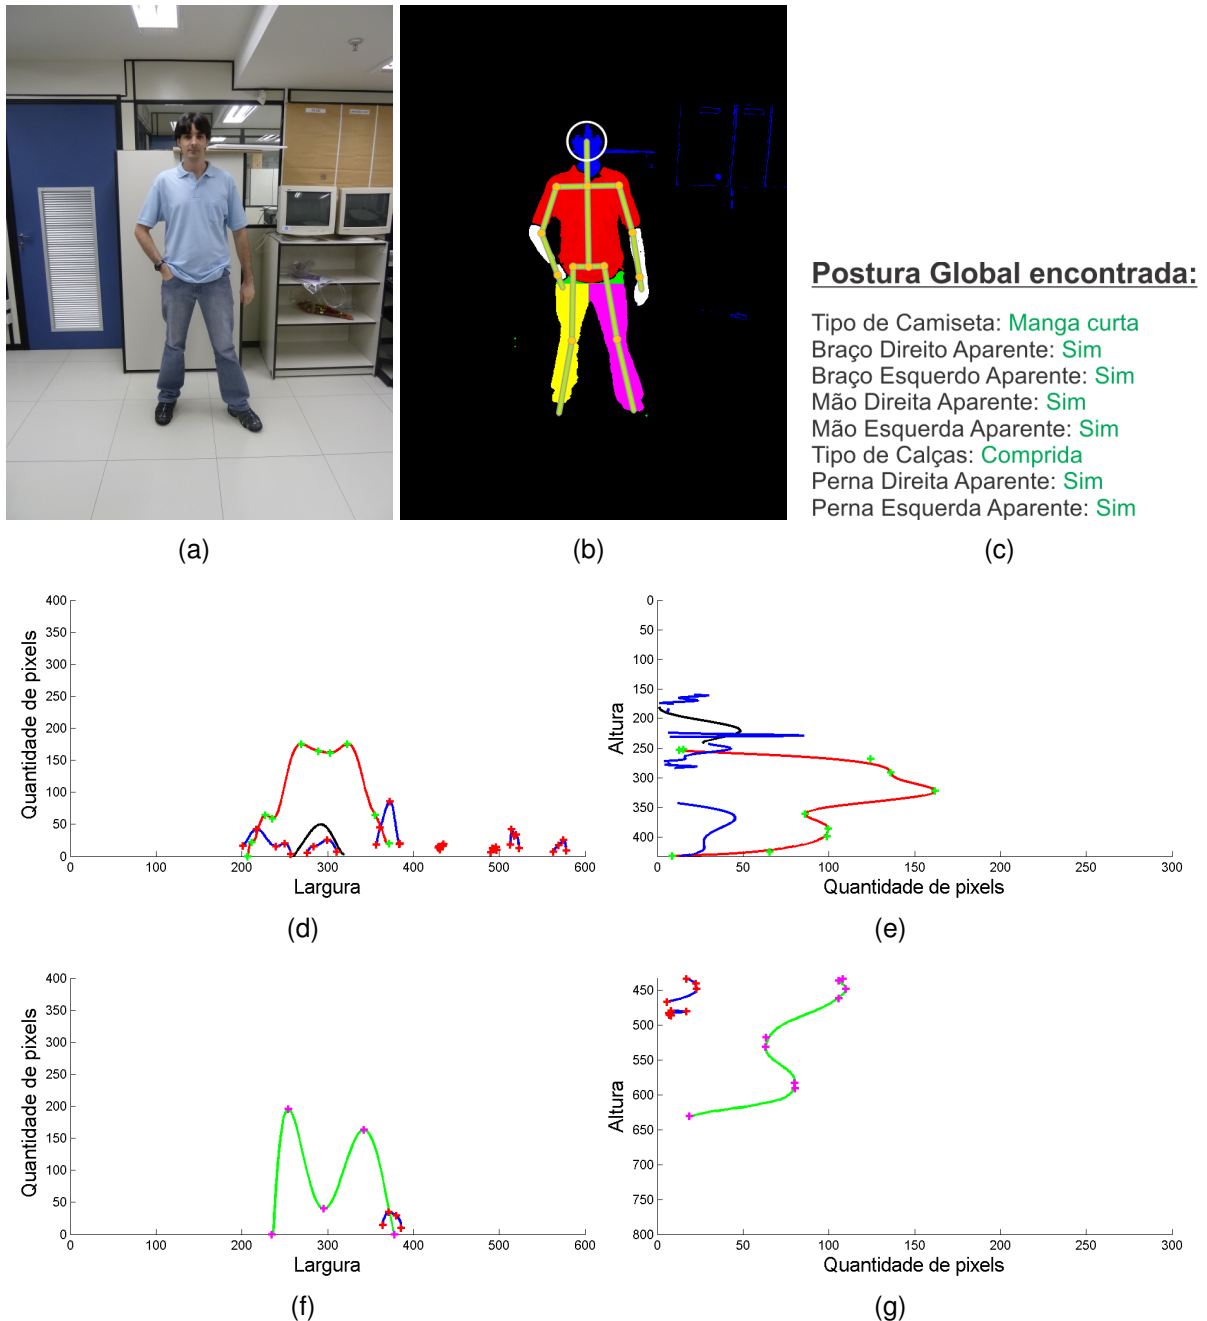 Postura Global encontrada:
Tipo de Camiseta: Manga curta
Braço Direito Aparente: Sim
Braço Esquerdo Aparente: Sim
Mão Direita Aparente: Sim
Mão Esquerda Aparente: Sim
Tipo de Calças: Comprida
Perna Direita Aparente: Sim
Perna Esquerda Aparente: Sim
(a)
(b)
(c)
Quantidade de pixels
400
350
300
250
200
150
100
50
0
0 100 200 300 400 500 600
Largura
(d)
Altura
0
50
100
150
200
250
300
350
400
0 50 100 150 200 250 300
Quantidade de pixels
(e)
Quantidade de pixels
400
350
300
250
200
150
100
50
0
0 100 200 300 400 500 600
Largura
(f)
Altura
450
500
550
600
650
700
750
800
0 50 100 150 200 250 300
Quantidade de pixels
(g)